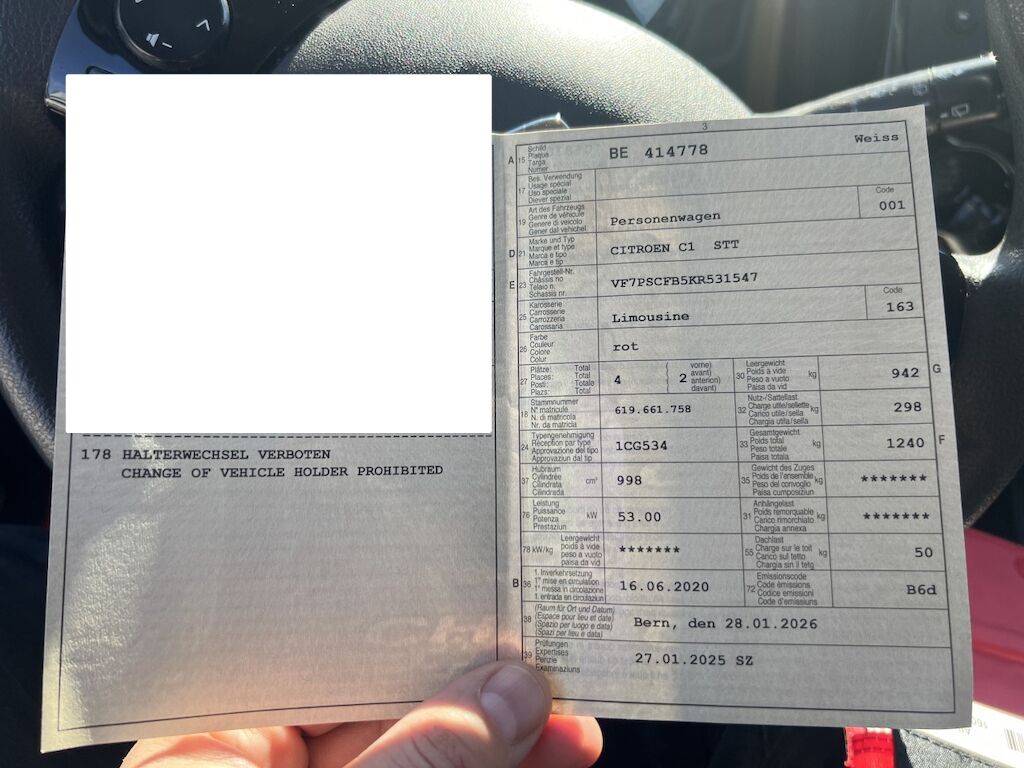 178 HALTERWECHSEL VERBOTEN
CHANGE OF VEHICLE HOLDER PROHIBITED
3
A 15 Schild
Plaque
Targa
Numer
BE 414778
Weiss
17 Bes. Verwendung
Usage spécial
Uso speciale
Diever spezial
19 Art des Fahrzeugs
Genre de véhicule
Genere di veicolo
Gener dal vehichel
Personenwagen
Code
001
D 21 Marke und Typ
Marque et type
Marca e tipo
Marca e tip
CITROEN C1 STT
E 23 Fahrgestell-Nr.
Châssis no
Telaio n.
Schassis nr.
VF7PSCFB5KR531547
25 Karosserie
Carrosserie
Carrozzeria
Carossaria
Limousine
Code
163
26 Farbe
Couleur
Colore
Colur
rot
27 Plätze: Total
Places: Total
Posti: Totale
Plazs: Total
4
( vorne)
( avant)
2 anterion)
( davant)
30 Leergewicht
Poids à vide
Peso a vuoto
Paisa da vid
kg
942
G
18 Stammnummer
N° matricule
N. di matricola
Nr. da matricla
619.661.758
32 Nutz-/Sattellast
Charge utile/sellette
Carico utile/sella
Chargia utila/sella
kg
298
24 Typengenehmigung
Réception par type
Approvazione del tipo
Approvaziun dal tip
1CG534
33 Gesamtgewicht
Poids total
Peso totale
Paisa totala
kg
1240
F
37 Hubraum
Cylindrée
Cilindrata
Cilindrada
cm³
998
35 Gewicht des Zuges
Poids de l'ensemble
Peso del convoglio
Paisa cumposiziun
kg
*******
76 Leistung
Puissance
Potenza
Prestaziun
kW
53.00
31 Anhängelast
Poids remorquable
Carico rimorchiato
Chargia annexa
kg
*******
78 kW/kg Leergewicht
poids à vide
peso a vuoto
paisa da vid
*******
55 Dachlast
Charge sur le toit
Carico sul tetto
Chargia sin il tetg
kg
50
B 36 1. Inverkehrsetzung
1re mise en circulation
1a messa in circolazione
1. entrada en circulaziun
16.06.2020
72 Emissionscode
Code émissions
Codice emissioni
Code d'emissiuns
B6d
38 (Raum für Ort und Datum)
(Espace pour lieu et date)
(Spazio per luogo e data)
(Spazi per lieu e data)
Bern, den 28.01.2026
39 Prüfungen
Expertises
Perizie
Examinaziuns
27.01.2025 SZ